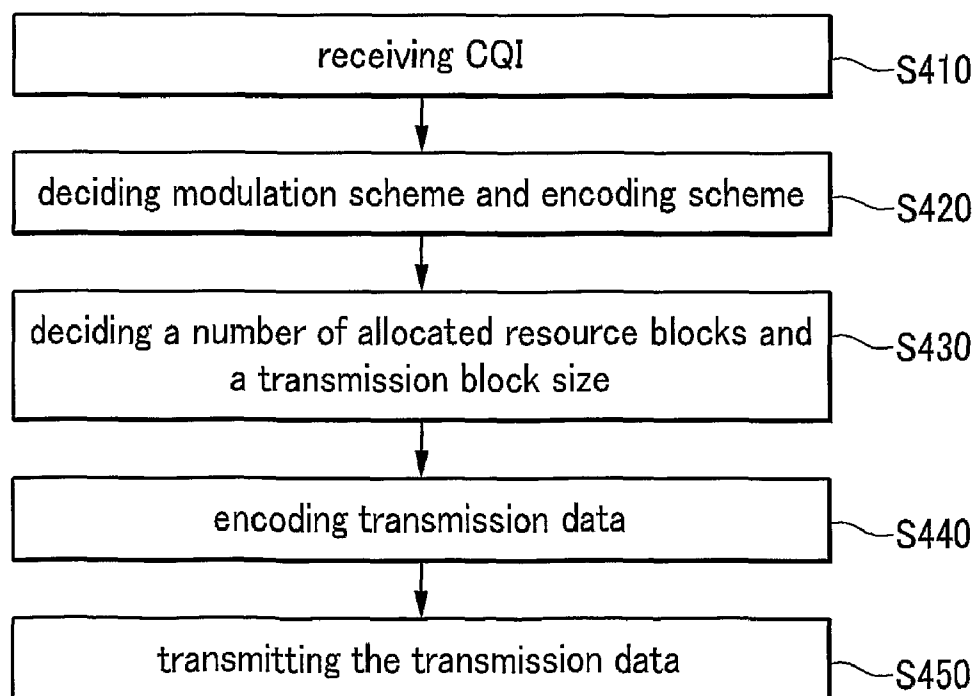 receiving CQI
S410
deciding modulation scheme and encoding scheme
S420
deciding a number of allocated resource blocks and
a transmission block size
S430
encoding transmission data
S440
transmitting the transmission data
S450